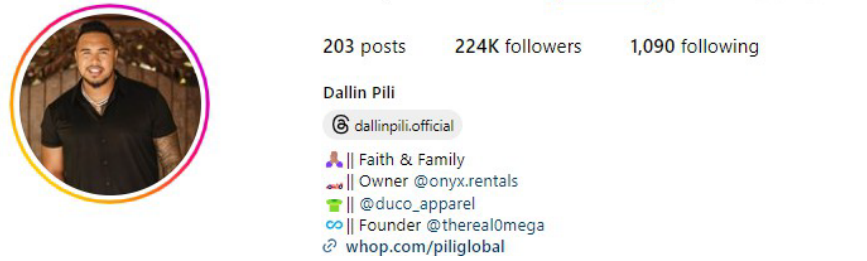 203 posts 224K followers 1,090 following
Dallin Pili
dallinpili.official
🙏🏽|| Faith & Family
🏎️|| Owner @onyx.rentals
👕|| @duco_apparel
♾️|| Founder @thereal0mega
whop.com/piliglobal